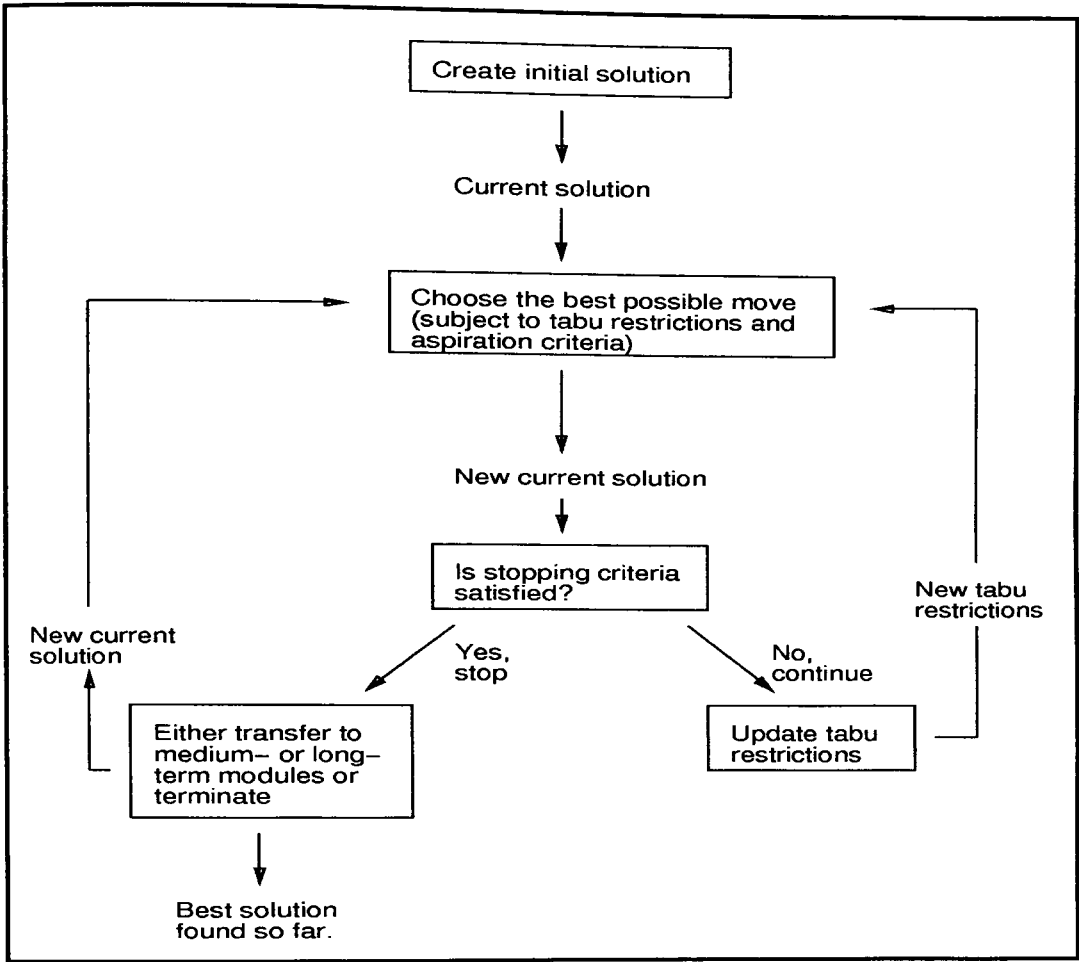 Create initial solution
Current solution
Choose the best possible move
(subject to tabu restrictions and
aspiration criteria)
New current solution
Is stopping criteria
satisfied?
New tabu
restrictions
New current
solution
Yes,
stop
No,
continue
Either transfer to
medium– or long–
term modules or
terminate
Update tabu
restrictions
Best solution
found so far.